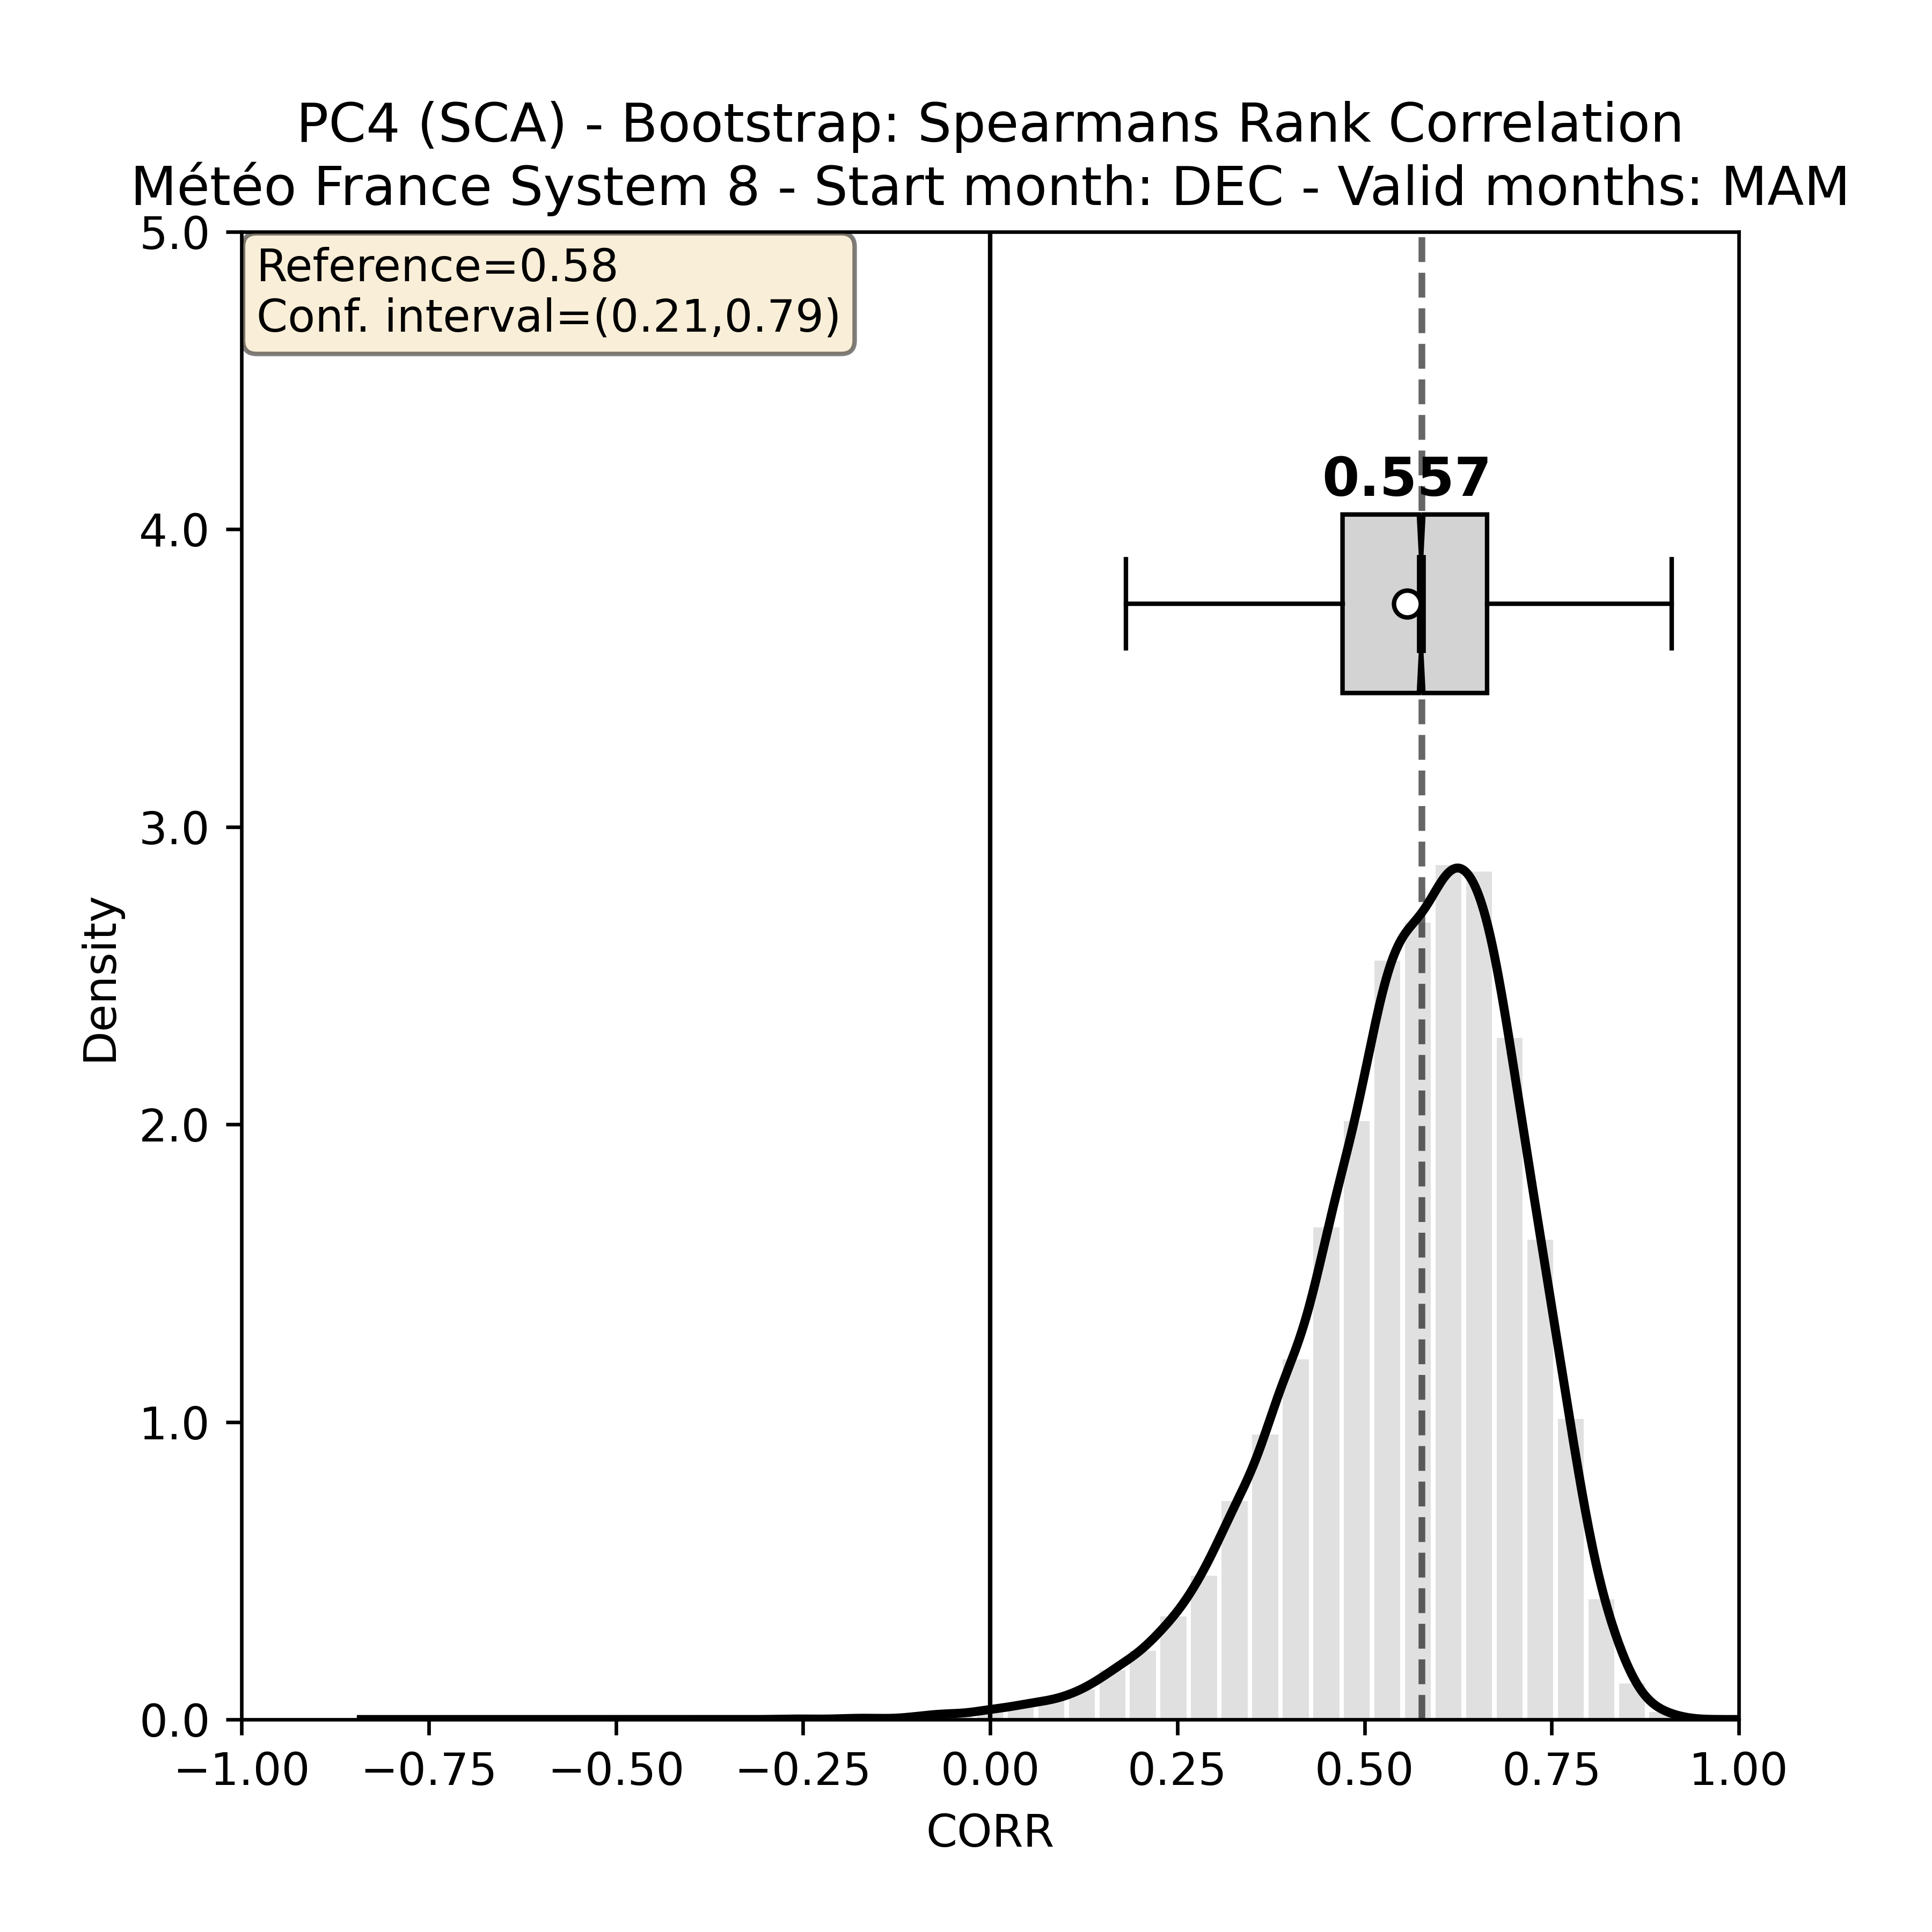 PC4 (SCA) - Bootstrap: Spearmans Rank Correlation
Météo France System 8 - Start month: DEC - Valid months: MAM
Reference=0.58
Conf. interval=(0.21,0.79)
0.557
5.0
4.0
3.0
2.0
1.0
0.0
Density
−1.00 −0.75 −0.50 −0.25 0.00 0.25 0.50 0.75 1.00
CORR